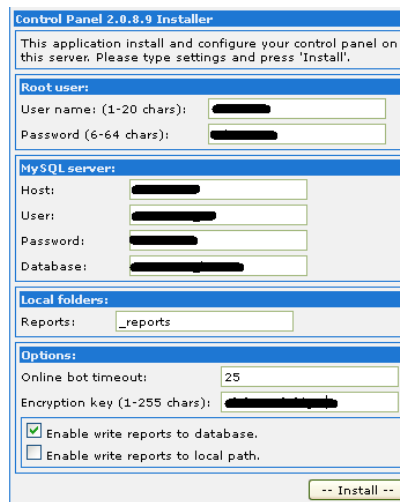 Control Panel 2.0.8.9 Installer
This application install and configure your control panel on
this server. Please type settings and press 'Install'.
Root user:
User name: (1-20 chars):
Password (6-64 chars):
MySQL server:
Host:
User:
Password:
Database:
Local folders:
Reports: _reports
Options:
Online bot timeout: 25
Encryption key (1-255 chars):
Enable write reports to database.
Enable write reports to local path.
-- Install --